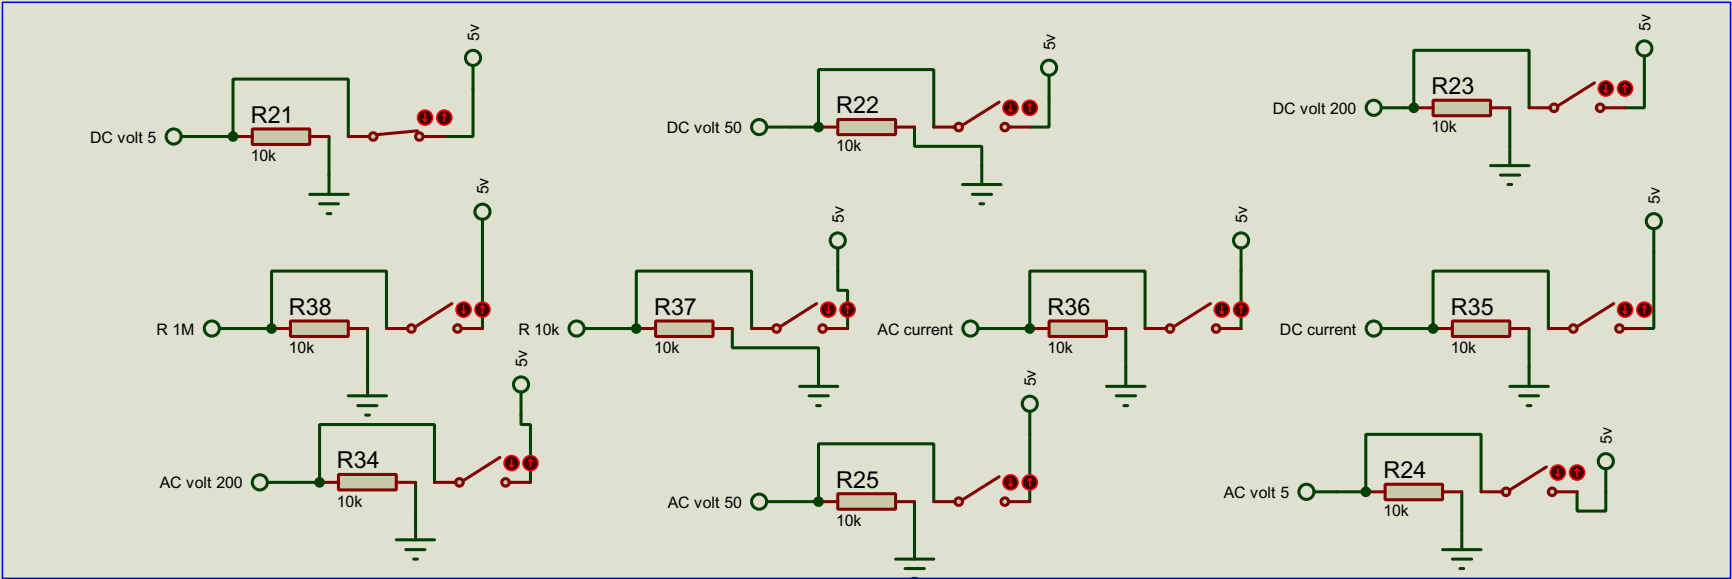 5v
R21
DC volt 5
10k
5v
R22
DC volt 50
10k
5v
R23
DC volt 200
10k
5v
R38
R 1M
10k
5v
R37
R 10k
10k
5v
R36
AC current
10k
5v
R35
DC current
10k
5v
R34
AC volt 200
10k
5v
R25
AC volt 50
10k
5v
R24
AC volt 5
10k